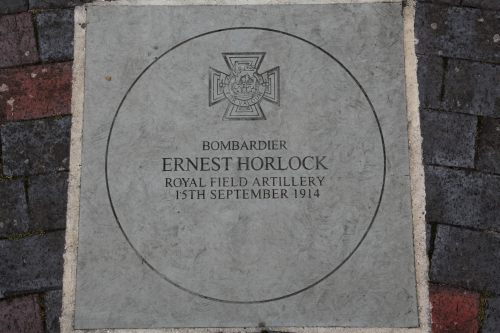 BOMBARDIER
ERNEST HORLOCK
ROYAL FIELD ARTILLERY
15TH SEPTEMBER 1914